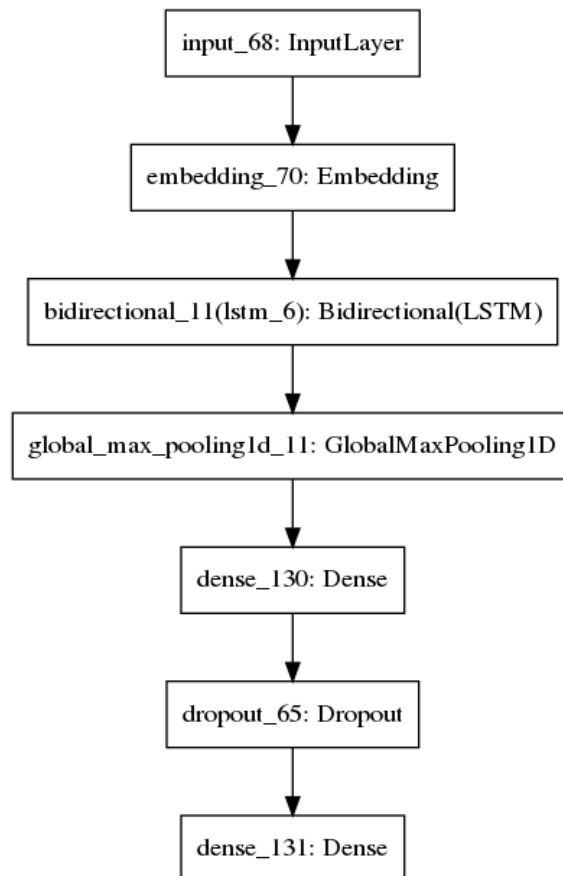 input_68: InputLayer
embedding_70: Embedding
bidirectional_11(lstm_6): Bidirectional(LSTM)
global_max_pooling1d_11: GlobalMaxPooling1D
dense_130: Dense
dropout_65: Dropout
dense_131: Dense